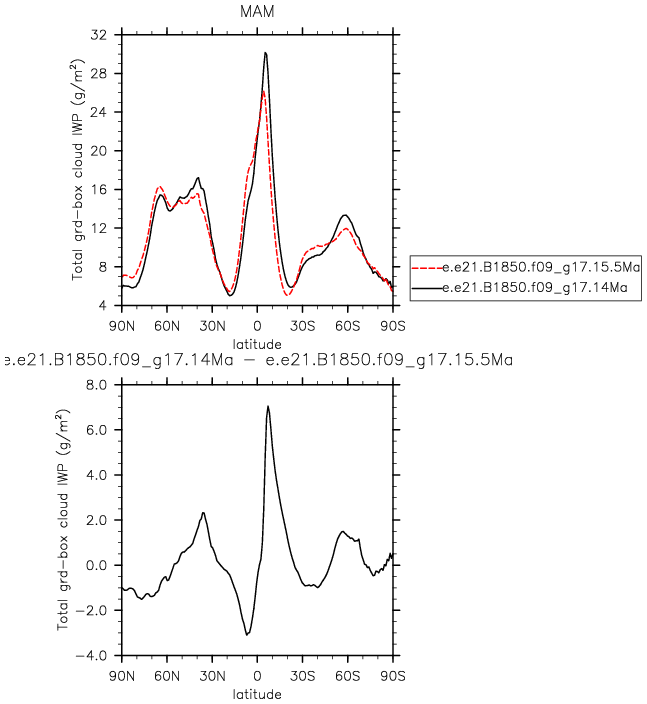 MAM
Total grd-box cloud IWP (g/m²)
32
28
24
20
16
12
8
4
90N 60N 30N 0 30S 60S 90S
latitude
e.e21.B1850.f09_g17.15.5Ma
e.e21.B1850.f09_g17.14Ma
e.e21.B1850.f09_g17.14Ma - e.e21.B1850.f09_g17.15.5Ma
Total grd-box cloud IWP (g/m²)
8.0
6.0
4.0
2.0
0.0
-2.0
-4.0
90N 60N 30N 0 30S 60S 90S
latitude